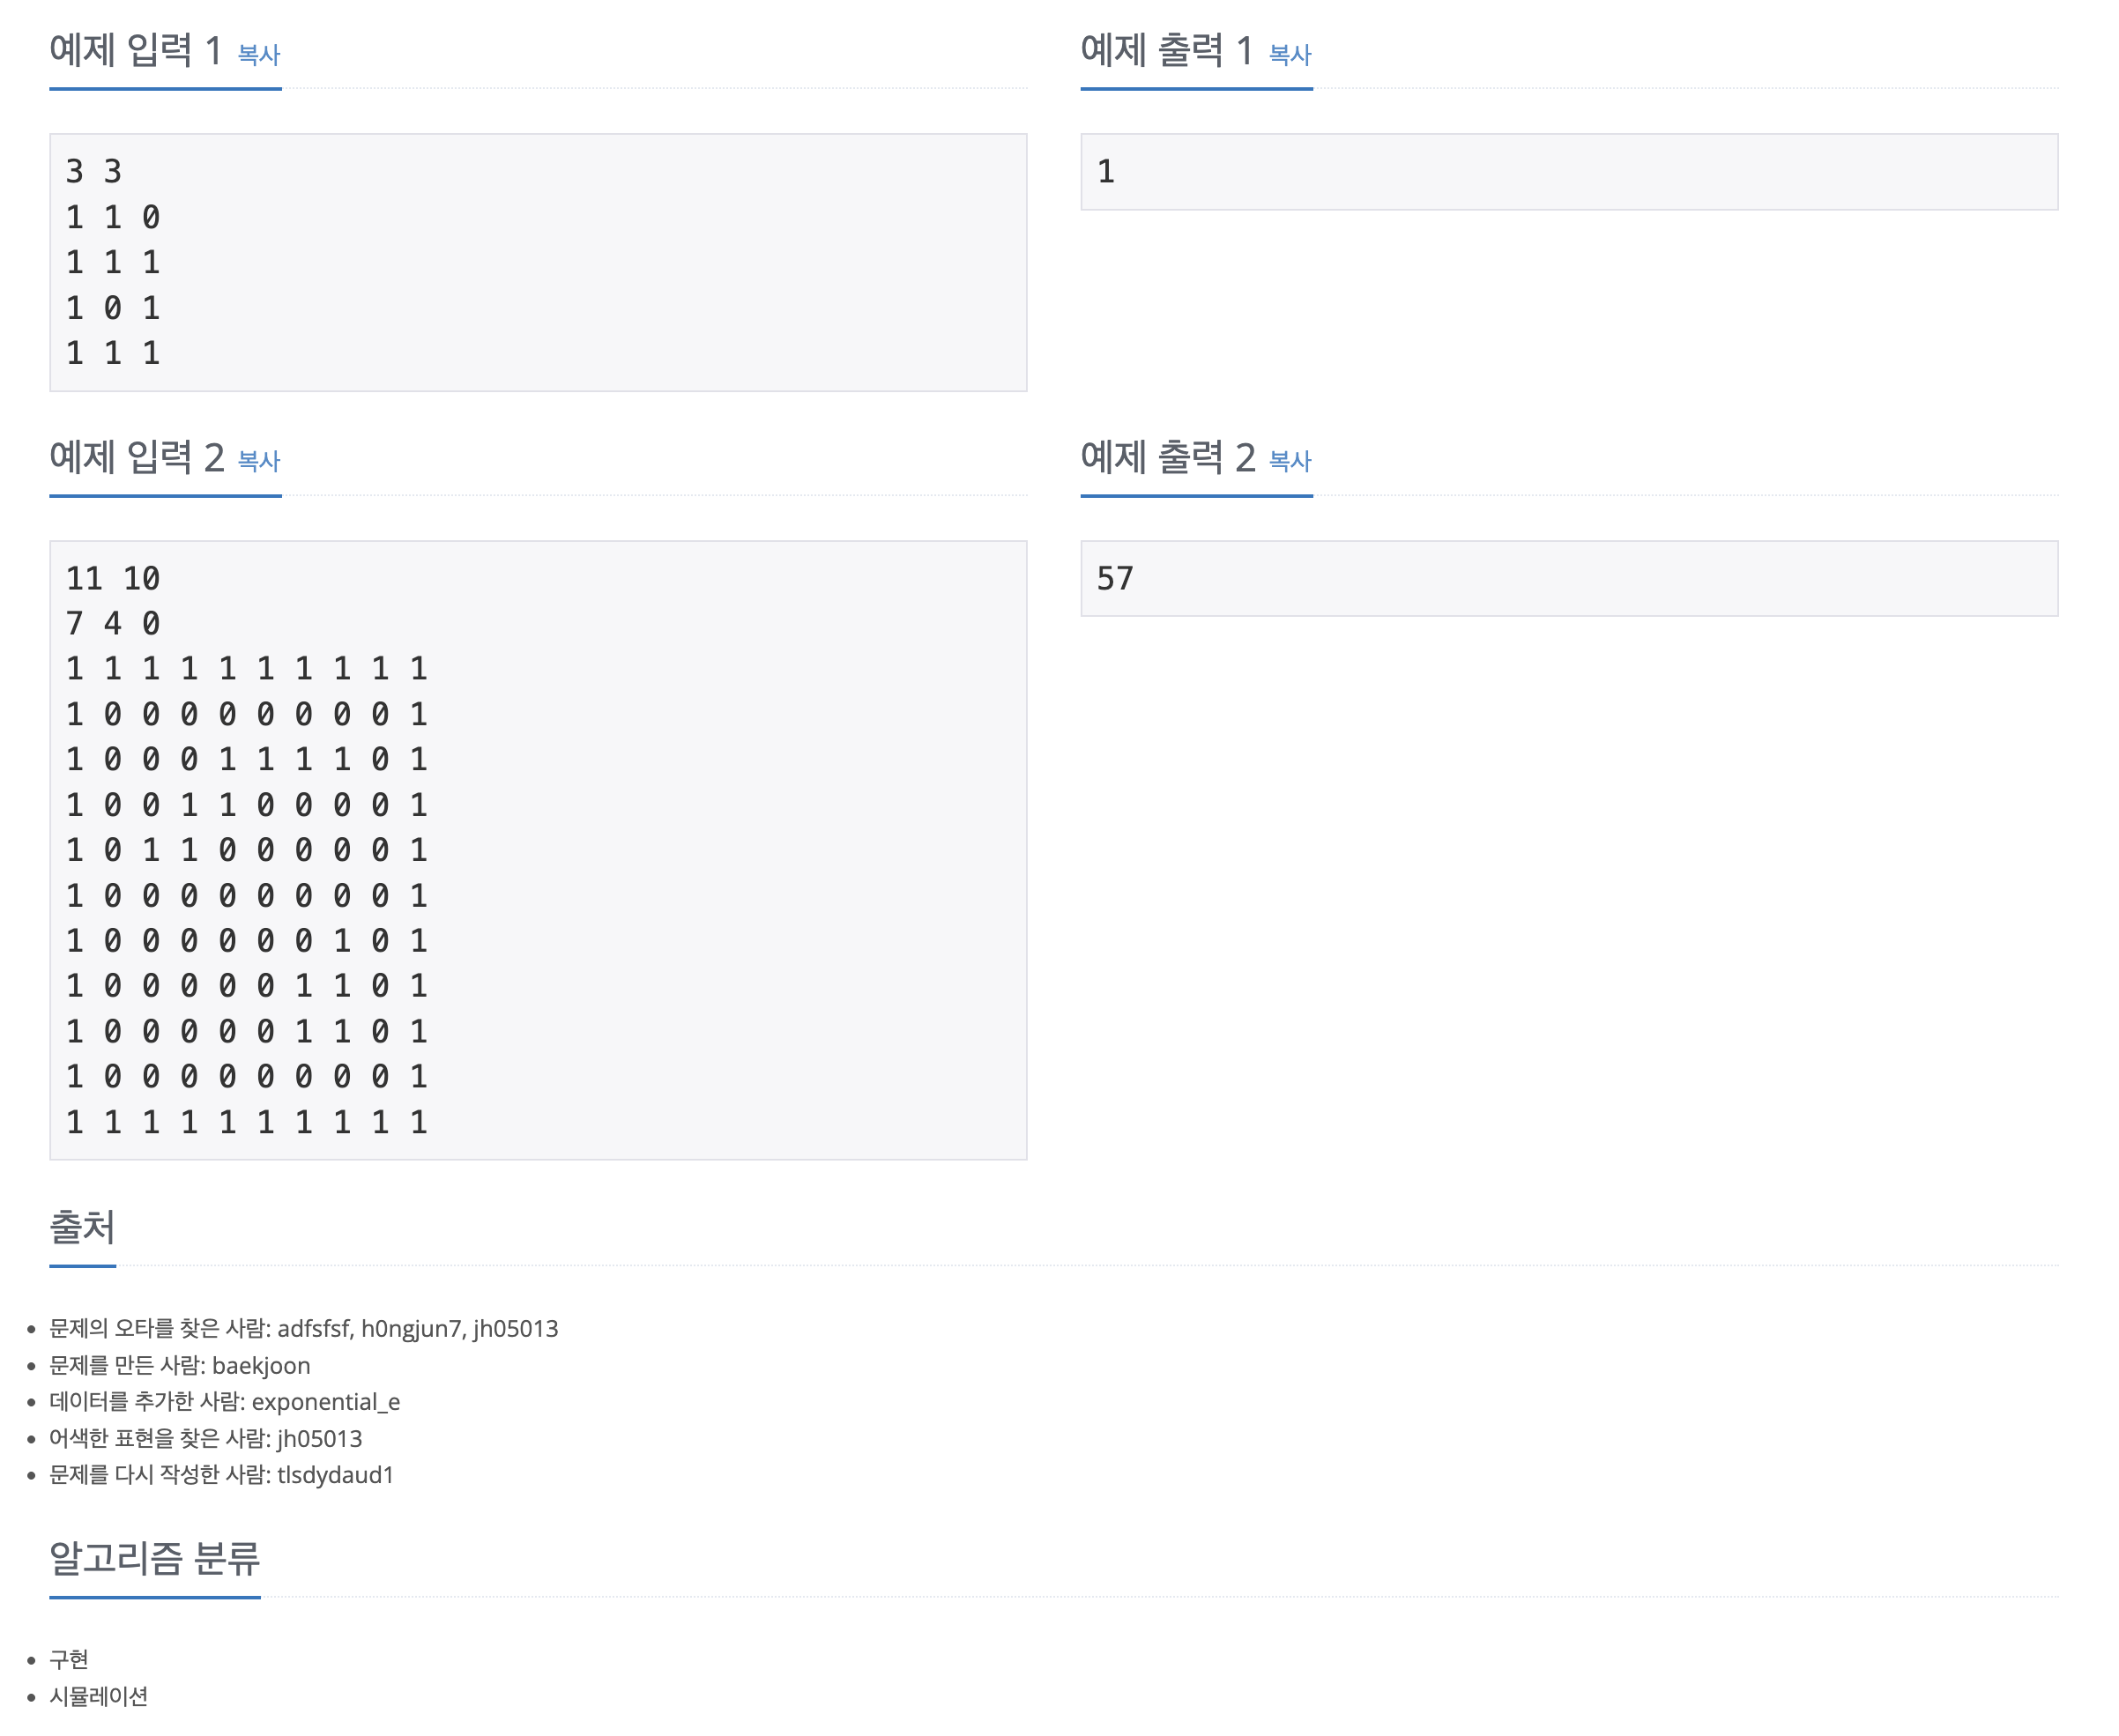 예제 입력 1 복사
3 3
1 1 0
1 1 1
1 0 1
1 1 1
예제 출력 1 복사
1
예제 입력 2 복사
11 10
7 4 0
1 1 1 1 1 1 1 1 1 1
1 0 0 0 0 0 0 0 0 1
1 0 0 0 1 1 1 1 0 1
1 0 0 1 1 0 0 0 0 1
1 0 1 1 0 0 0 0 0 1
1 0 0 0 0 0 0 0 0 1
1 0 0 0 0 0 0 1 0 1
1 0 0 0 0 0 1 1 0 1
1 0 0 0 0 0 1 1 0 1
1 0 0 0 0 0 0 0 0 1
1 1 1 1 1 1 1 1 1 1
예제 출력 2 복사
57
출처
문제의 오타를 찾은 사람: adfsfsf, h0ngjun7, jh05013
문제를 만든 사람: baekjoon
데이터를 추가한 사람: exponential_e
어색한 표현을 찾은 사람: jh05013
문제를 다시 작성한 사람: tlsdydaud1
알고리즘 분류
구현
시뮬레이션